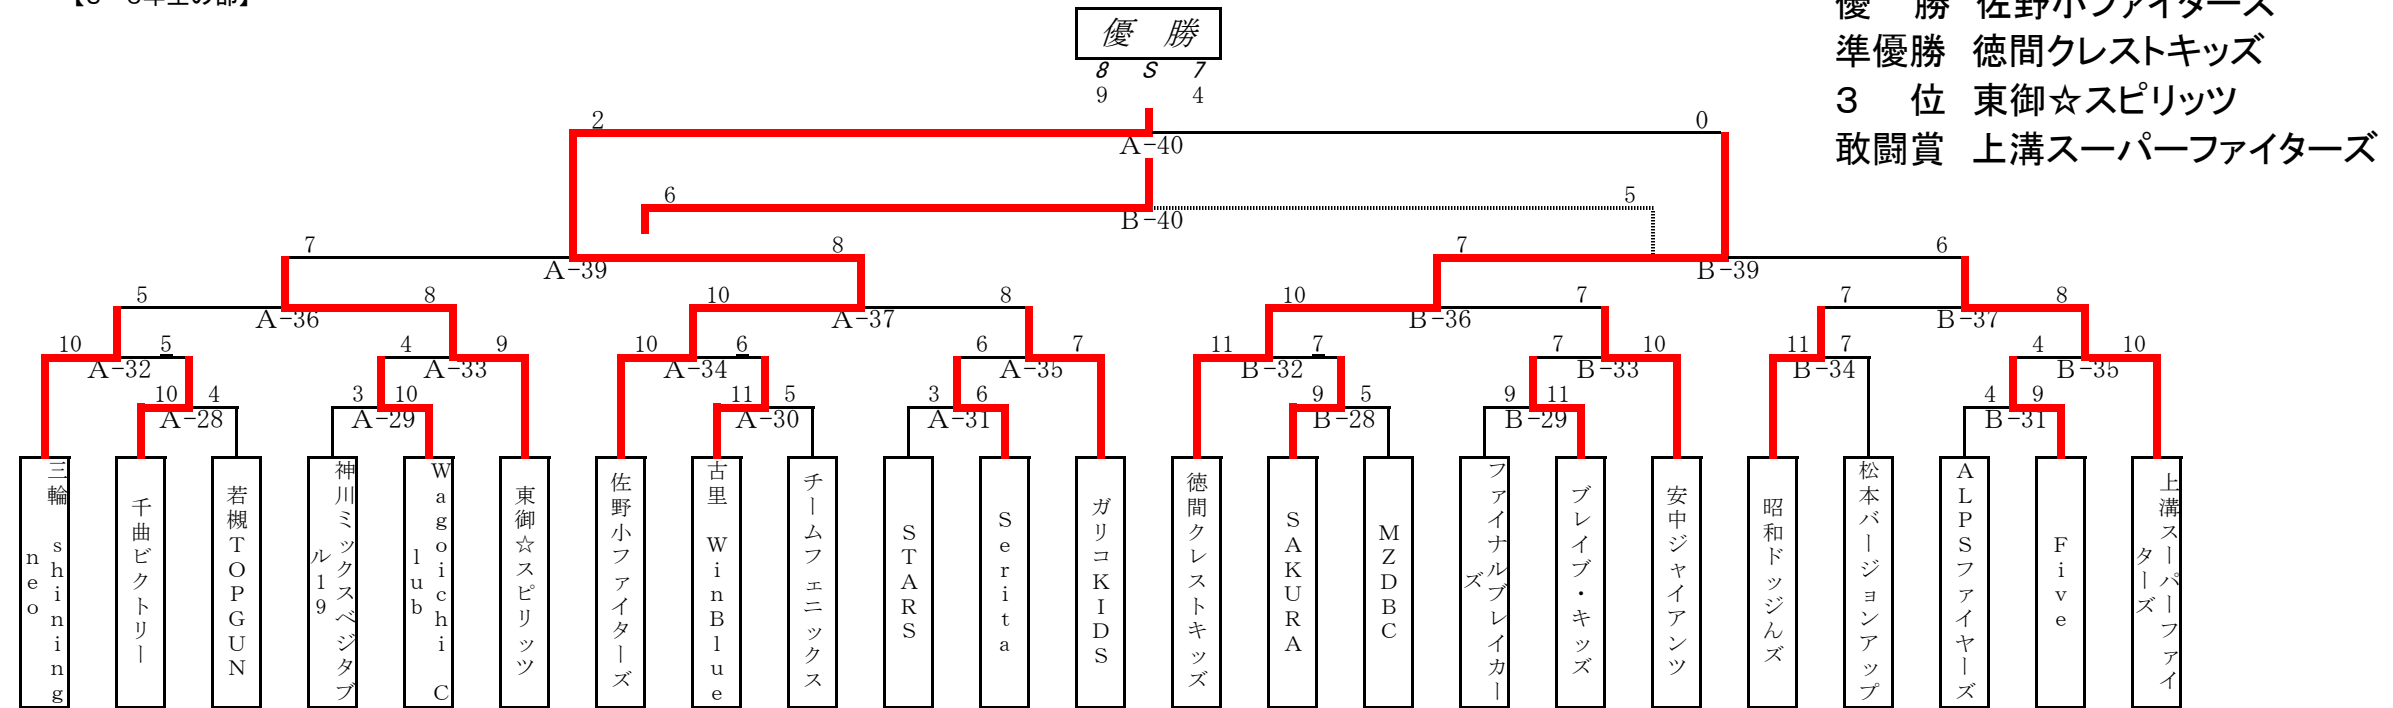 優 勝 佐野小ファイターズ
準優勝 徳間クレストキッズ
3 位 東御☆スピリッツ
敢闘賞 上溝スーパーファイターズ
優 勝
8 S 7
9 4
2 0
A-40
6 5
B-40
7 8 7 6
A-39 B-39
5 8 10 8 10 7 7 8
A-36 A-37 B-36 B-37
10 5 4 9 10 6 6 7 11 7 7 10 11 7 4 10
A-32 A-33 A-34 A-35 B-32 B-33 B-34 B-35
10 4 3 10 11 5 3 6 9 5 9 11 4 9
A-28 A-29 A-30 A-31 B-28 B-29 B-31
三輪 shining neo
千曲ビクトリー
若槻TOPGUN
神川ミックスベジタブル19
Wagoichi Club
東御☆スピリッツ
佐野小ファイターズ
古里 WinBlue
チームフェニックス
STARS
Serita
ガリコKIDS
徳間クレストキッズ
SAKURA
MZDBC
ファイナルブレイカーズ
ブレイブ・キッズ
安中ジャイアンツ
昭和ドッジんズ
松本バージョンアップ
ALPSファイヤーズ
Five
上溝スーパーファイターズ